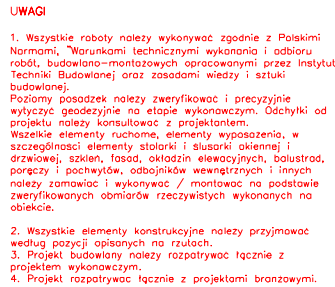 UWAGI
1. Wszystkie roboty należy wykonywać zgodnie z Polskimi
Normami, "Warunkami technicznymi wykonania i odbioru
robót, budowlano-montażowych opracowanymi przez Instytut
Techniki Budowlanej oraz zasadami wiedzy i sztuki
budowlanej.
Poziomy posadzek należy zweryfikować i precyzyjnie
wytyczyć geodezyjnie na etapie wykonawczym. Odchyłki od
projektu należy konsultować z projektantem.
Wszelkie elementy ruchome, elementy wyposażenia, w
szczególności elementy stolarki i ślusarki okiennej i
drzwiowej, szkleń, fasad, okładzin elewacyjnych, balustrad,
poręczy i pochwytów, odbojników wewnętrznych i innych
należy zamawiać i wykonywać / montować na podstawie
zweryfikowanych obmiarów rzeczywistych wykonanych na
obiekcie.
2. Wszystkie elementy konstrukcyjne należy przyjmować
według pozycji opisanych na rzutach.
3. Projekt budowlany należy rozpatrywać łącznie z
projektem wykonawczym.
4. Projekt rozpatrywać łącznie z projektami branżowymi.